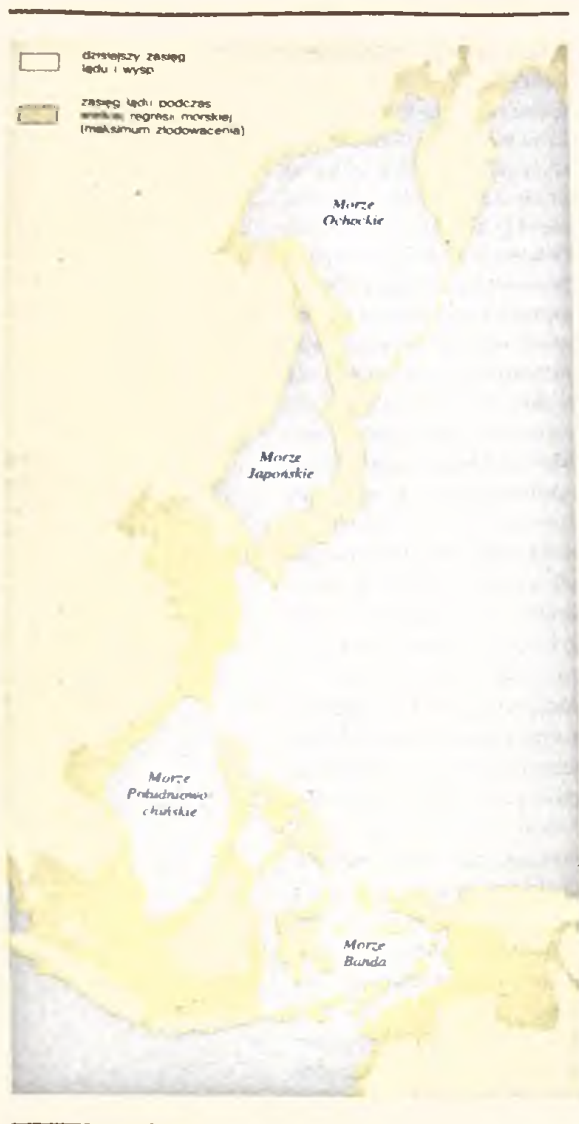 dzisiejszy zasięg
lądu i wysp
zasięg lądu podczas
wielkiej regresji morskiej
(maksimum zlodowacenia)
Morze
Ochockie
Morze
Japońskie
Morze
Południowo-
chińskie
Morze
Banda